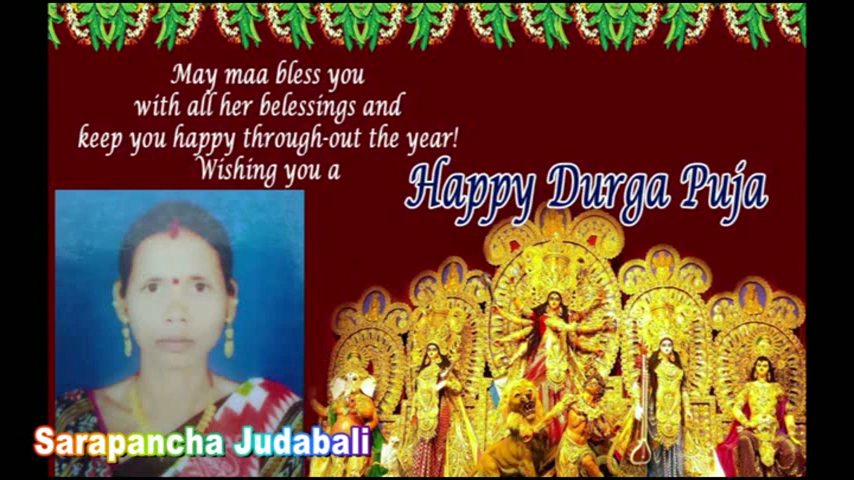 May maa bless you
with all her belessings and
keep you happy through-out the year!
Wishing you a
Happy Durga Puja
Sarapancha Judabali